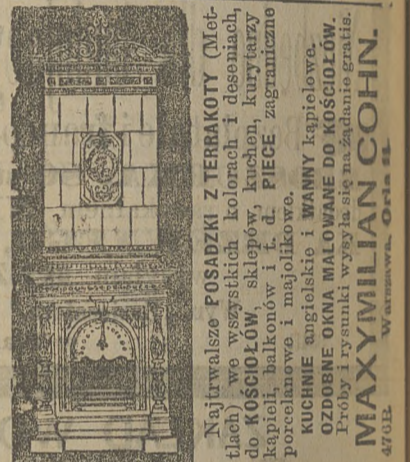 Najtrwalsze POSADZKI Z TERRAKOTY (Met-
tlach) we wszystkich kolorach i deseniach,
do KOŚCIOŁÓW, sklepów, kuchen, kurytarzy
kąpieli, balkonów i t. d. PIECE zagraniczne
porcelanowe i majolikowe.
KUCHNIE angielskie i WANNY kąpielowe.
OZDOBNE OKNA MALOWANE DO KOŚCIOŁÓW.
Próby i rysunki wysyła się na żądanie gratis.
MAXYMILIAN COHN.
476R Warszawa, Orla 11.